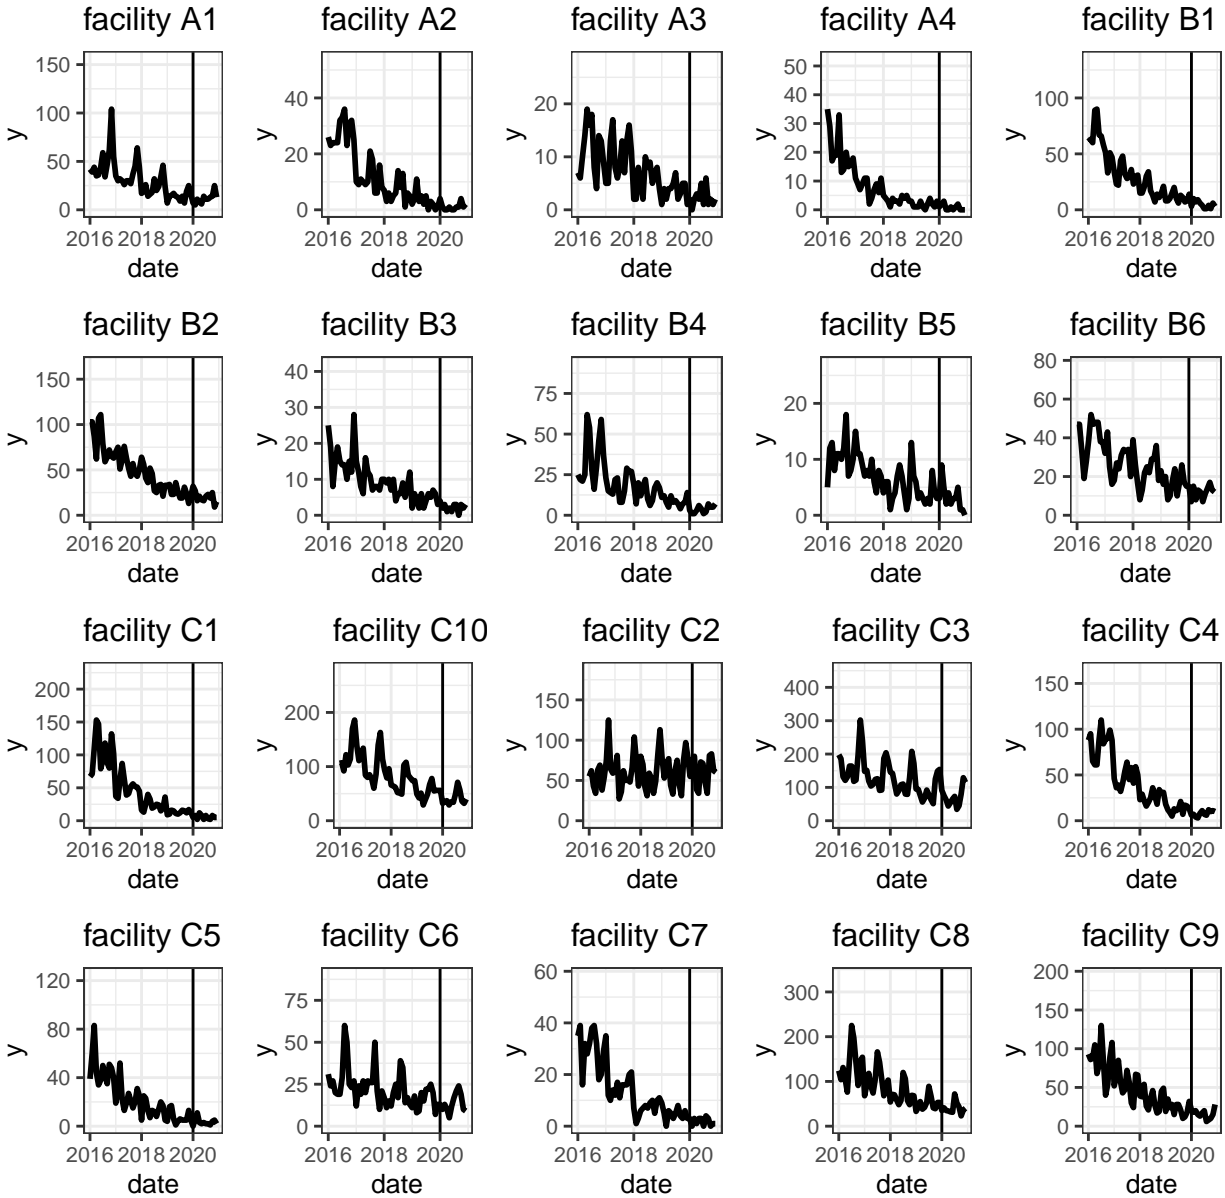 facility A1 facility A2 facility A3 facility A4 facility B1
150 100 50 0 y 2016 2018 2020 date
40 20 0 y 2016 2018 2020 date
20 10 0 y 2016 2018 2020 date
50 40 30 20 10 0 y 2016 2018 2020 date
100 50 0 y 2016 2018 2020 date
facility B2 facility B3 facility B4 facility B5 facility B6
150 100 50 0 y 2016 2018 2020 date
40 30 20 10 0 y 2016 2018 2020 date
75 50 25 0 y 2016 2018 2020 date
20 10 0 y 2016 2018 2020 date
80 60 40 20 0 y 2016 2018 2020 date
facility C1 facility C10 facility C2 facility C3 facility C4
200 150 100 50 0 y 2016 2018 2020 date
200 100 0 y 2016 2018 2020 date
150 100 50 0 y 2016 2018 2020 date
400 300 200 100 0 y 2016 2018 2020 date
150 100 50 0 y 2016 2018 2020 date
facility C5 facility C6 facility C7 facility C8 facility C9
120 80 40 0 y 2016 2018 2020 date
75 50 25 0 y 2016 2018 2020 date
60 40 20 0 y 2016 2018 2020 date
300 200 100 0 y 2016 2018 2020 date
200 150 100 50 0 y 2016 2018 2020 date